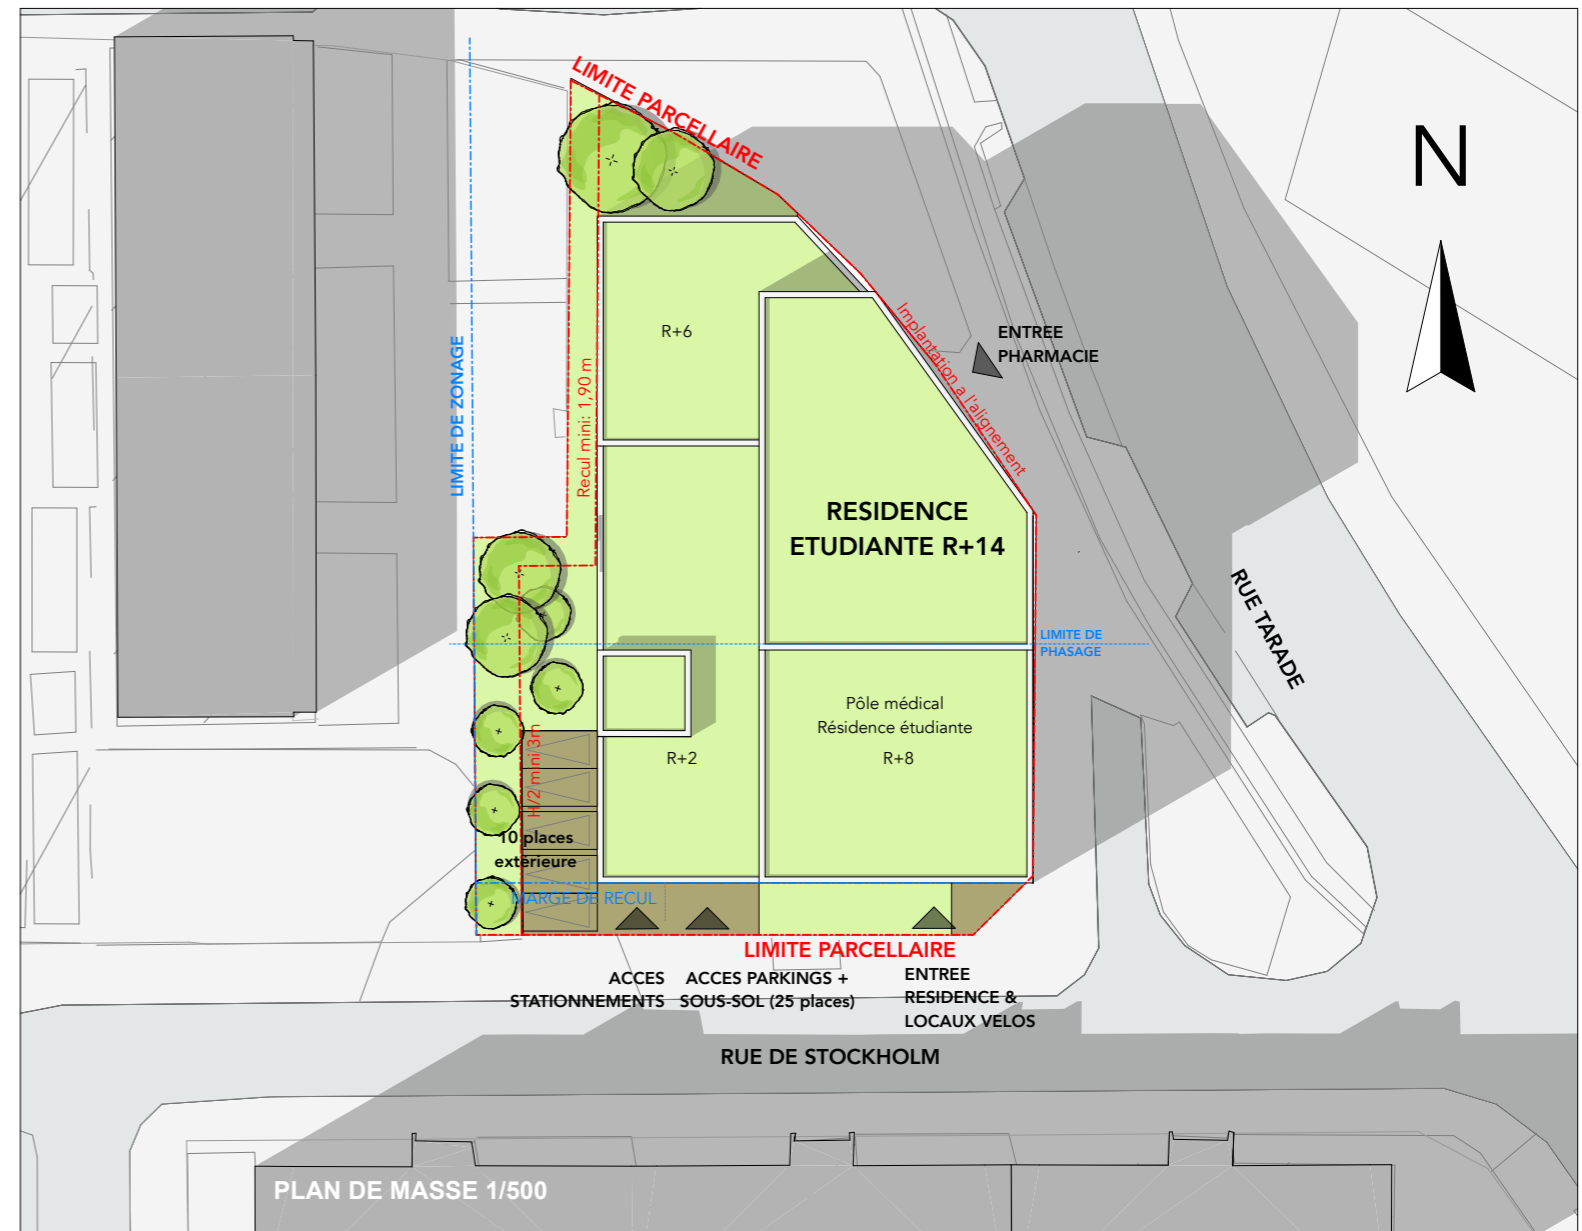 LIMITE PARCELLAIRE
N
LIMITE DE ZONAGE
Recul mini: 1,90 m
R+6
Implantation a l'alignement
ENTREE
PHARMACIE
RESIDENCE
ETUDIANTE R+14
RUE TARADE
LIMITE DE
PHASAGE
Pôle médical
Résidence étudiante
R+8
R+2
H/2 mini 3m
10 places
extérieure
MARGE DE RECUL
LIMITE PARCELLAIRE
ACCES
STATIONNEMENTS
ACCES PARKINGS +
SOUS-SOL (25 places)
ENTREE
RESIDENCE &
LOCAUX VELOS
RUE DE STOCKHOLM
PLAN DE MASSE 1/500